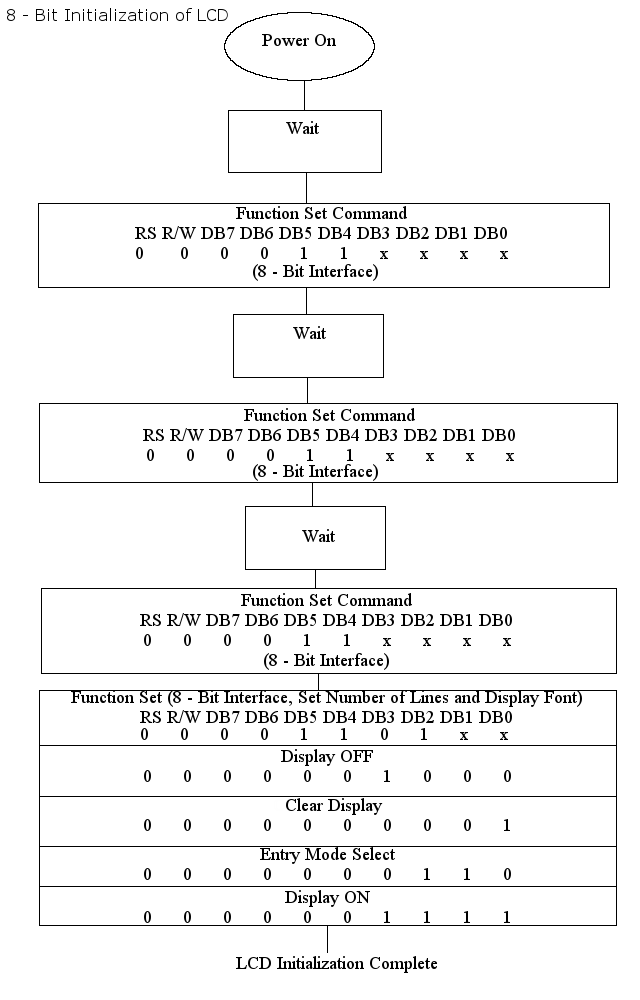 8 - Bit Initialization of LCD
Power On
Wait
Function Set Command
RS R/W DB7 DB6 DB5 DB4 DB3 DB2 DB1 DB0
0 0 0 0 1 1 x x x x
(8 - Bit Interface)
Wait
Function Set Command
RS R/W DB7 DB6 DB5 DB4 DB3 DB2 DB1 DB0
0 0 0 0 1 1 x x x x
(8 - Bit Interface)
Wait
Function Set Command
RS R/W DB7 DB6 DB5 DB4 DB3 DB2 DB1 DB0
0 0 0 0 1 1 x x x x
(8 - Bit Interface)
Function Set (8 - Bit Interface, Set Number of Lines and Display Font)
RS R/W DB7 DB6 DB5 DB4 DB3 DB2 DB1 DB0
0 0 0 0 1 1 0 1 x x
Display OFF
0 0 0 0 0 0 1 0 0 0
Clear Display
0 0 0 0 0 0 0 0 0 1
Entry Mode Select
0 0 0 0 0 0 0 1 1 0
Display ON
0 0 0 0 0 0 1 1 1 1
LCD Initialization Complete